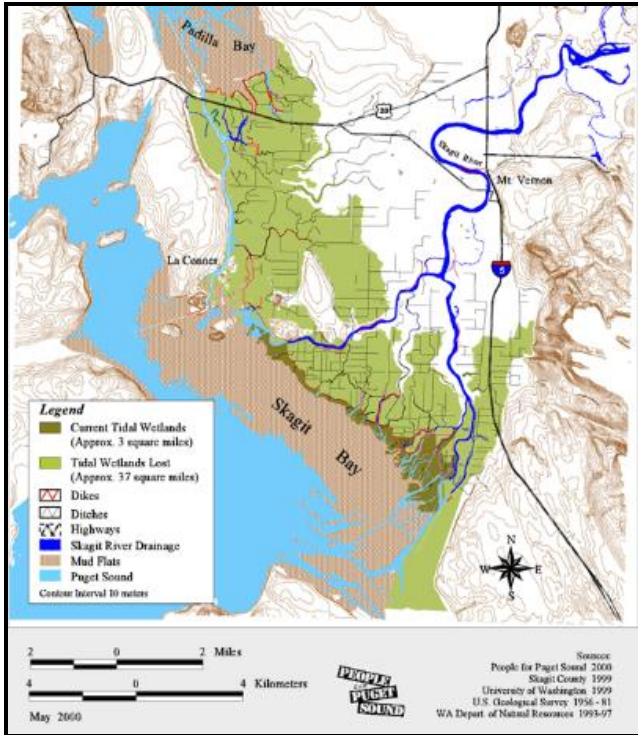 Padilla Bay
20
Skagit River
Mt. Vernon
La Conner
5
Skagit Bay
Legend
Current Tidal Wetlands
(Approx. 3 square miles)
Tidal Wetlands Lost
(Approx. 37 square miles)
Dikes
Ditches
Highways
Skagit River Drainage
Mud Flats
Puget Sound
Contour Interval 10 meters
N
W E
S
2 0 2 Miles
4 0 4 Kilometers
May 2000
PEOPLE
FOR
PUGET
SOUND
Sources:
People for Puget Sound 2000
Skagit County 1999
University of Washington 1999
U.S. Geological Survey 1956 - 81
WA Depart. of Natural Resources 1993-97